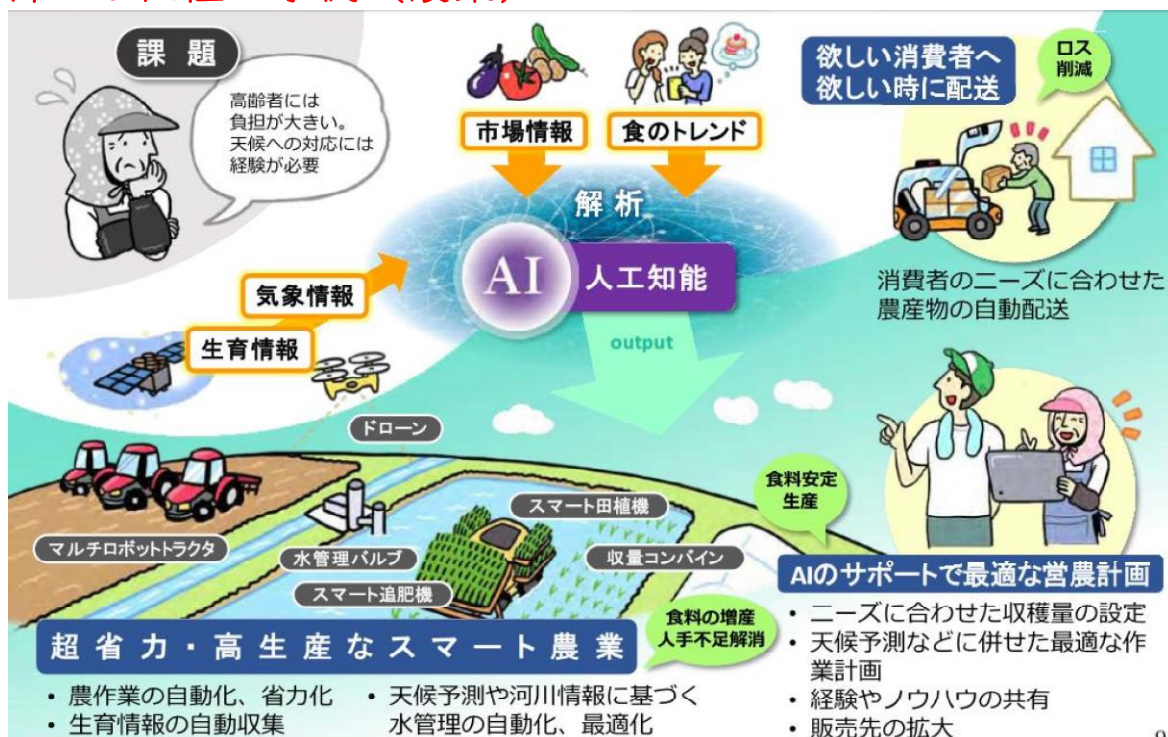 課題
高齢者には
負担が大きい。
天候への対応には
経験が必要
市場情報
食のトレンド
欲しい消費者へ
欲しい時に配送
ロス
削減
解析
AI
人工知能
気象情報
生育情報
output
消費者のニーズに合わせた
農産物の自動配送
ドローン
マルチロボットトラクタ
水管理バルブ
スマート追肥機
スマート田植機
収量コンバイン
食料安定
生産
食料の増産
人手不足解消
超省力・高生産なスマート農業
・農作業の自動化、省力化
・生育情報の自動収集
・天候予測や河川情報に基づく
水管理の自動化、最適化
AIのサポートで最適な営農計画
・ニーズに合わせた収穫量の設定
・天候予測などに併せた最適な作
業計画
・経験やノウハウの共有
・販売先の拡大